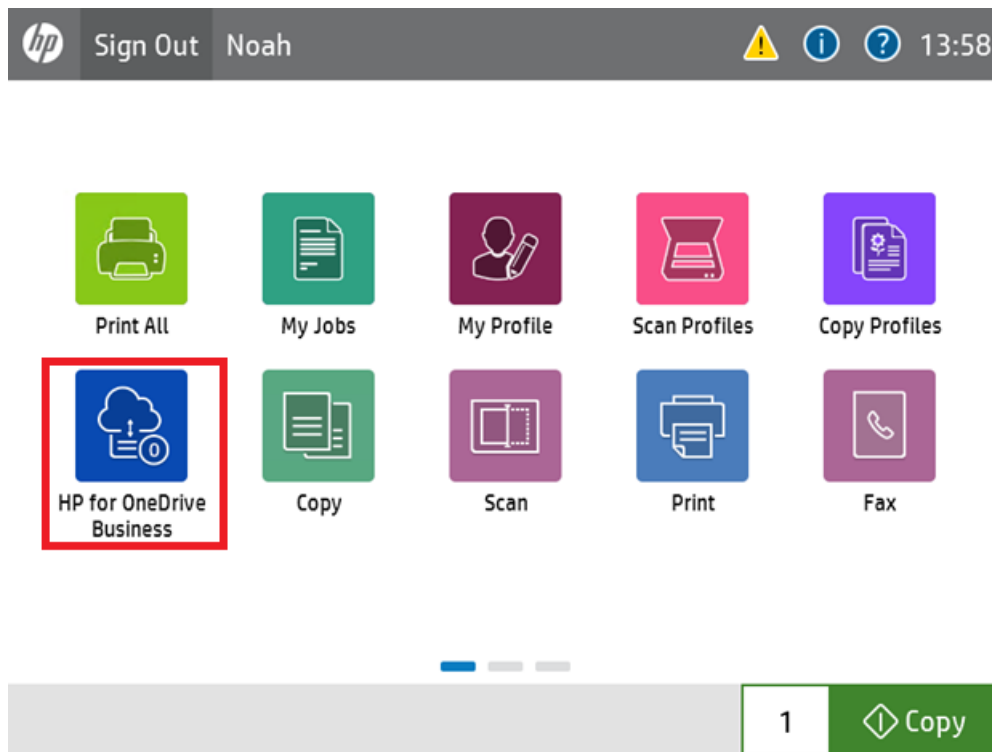 hp Sign Out Noah 13:58
Print All My Jobs My Profile Scan Profiles Copy Profiles
HP for OneDrive Copy Scan Print Fax
Business
1 Copy